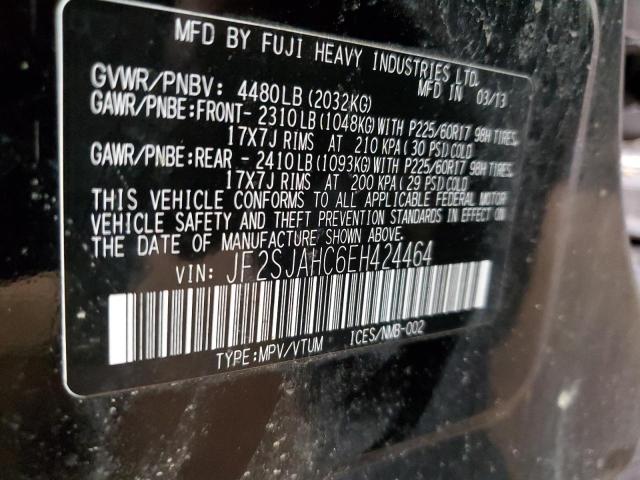 MFD BY FUJI HEAVY INDUSTRIES LTD.
MFD IN 03/13
GVWR/PNBV: 4480LB(2032KG)
GAWR/PNBE:FRONT- 2310LB(1048KG)WITH P225/60R17 98H TIRES,
17X7J RIMS AT 210 KPA(30 PSI)COLD
GAWR/PNBE:REAR - 2410LB(1093KG)WITH P225/60R17 98H TIRES,
17X7J RIMS AT 200 KPA(29 PSI)COLD
THIS VEHICLE CONFORMS TO ALL APPLICABLE FEDERAL MOTOR
VEHICLE SAFETY AND THEFT PREVENTION STANDARDS IN EFFECT ON
THE DATE OF MANUFACTURE SHOWN ABOVE.
VIN: JF2SJAHC6EH424464
TYPE:MPV/VTUM ICES/NMB-002